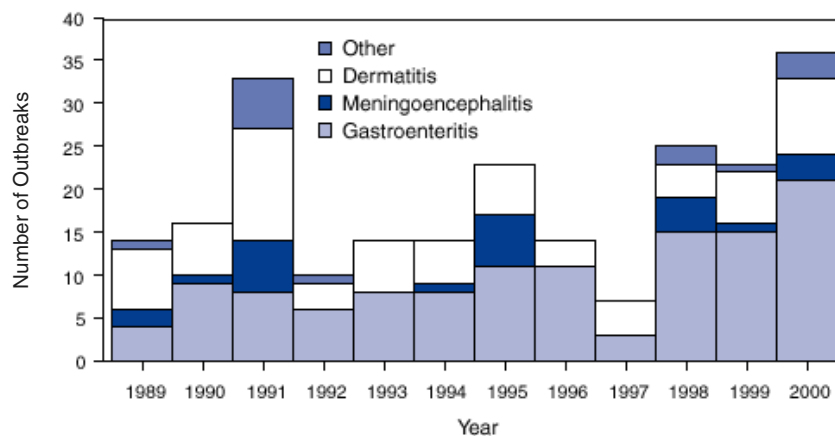 40
35
30
25
20
15
10
5
0
Number of Outbreaks
Other
Dermatitis
Meningoencephalitis
Gastroenteritis
1989 1990 1991 1992 1993 1994 1995 1996 1997 1998 1999 2000
Year